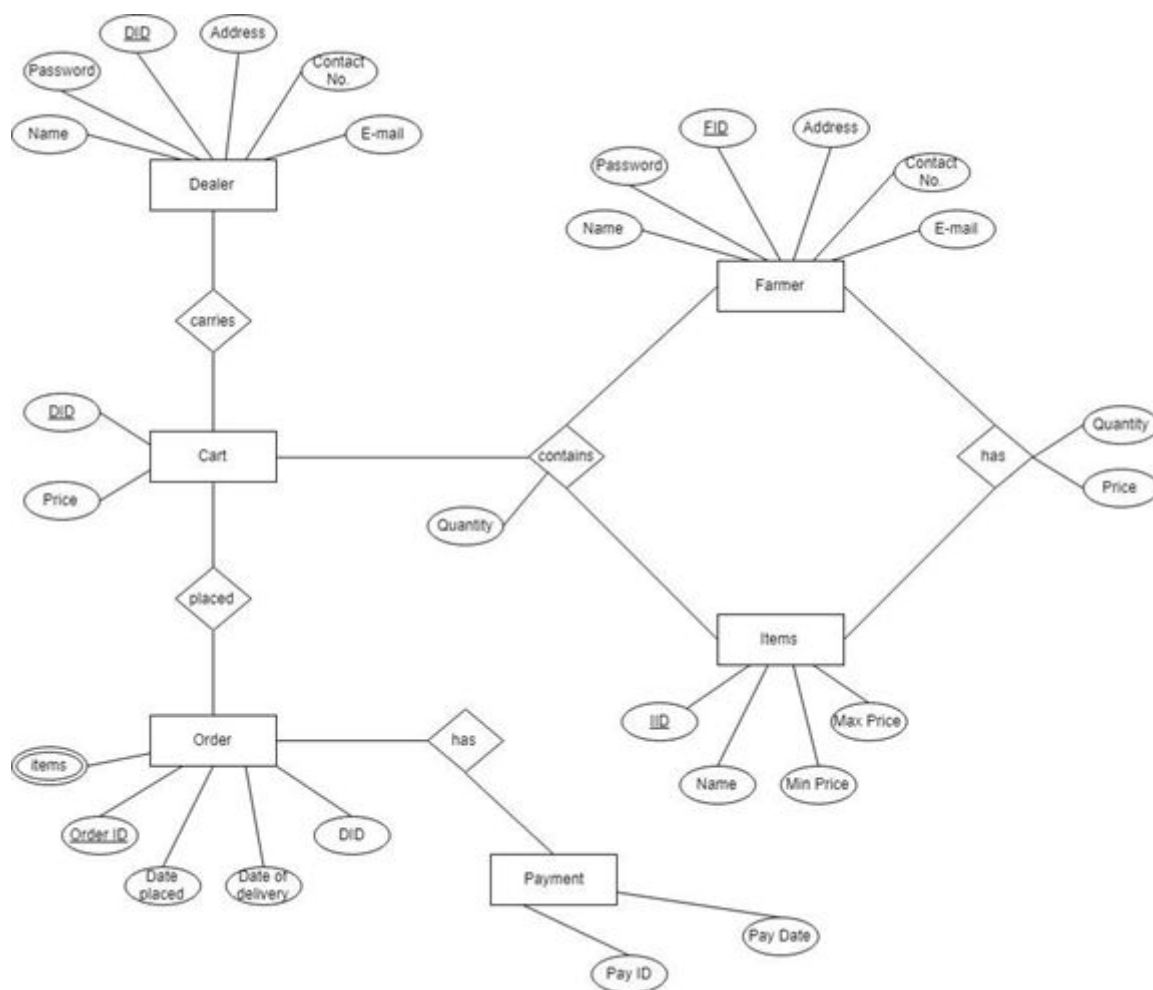 DID
Address
Password
Contact
No.
Name
E-mail
Dealer
FID
Address
Password
Contact
No.
Name
E-mail
Farmer
carries
DID
Cart
Price
contains
Quantity
has
Quantity
Price
placed
Items
IID
Max Price
Name
Min Price
Order
items
Order ID
DID
Date
placed
Date of
delivery
has
Payment
Pay Date
Pay ID